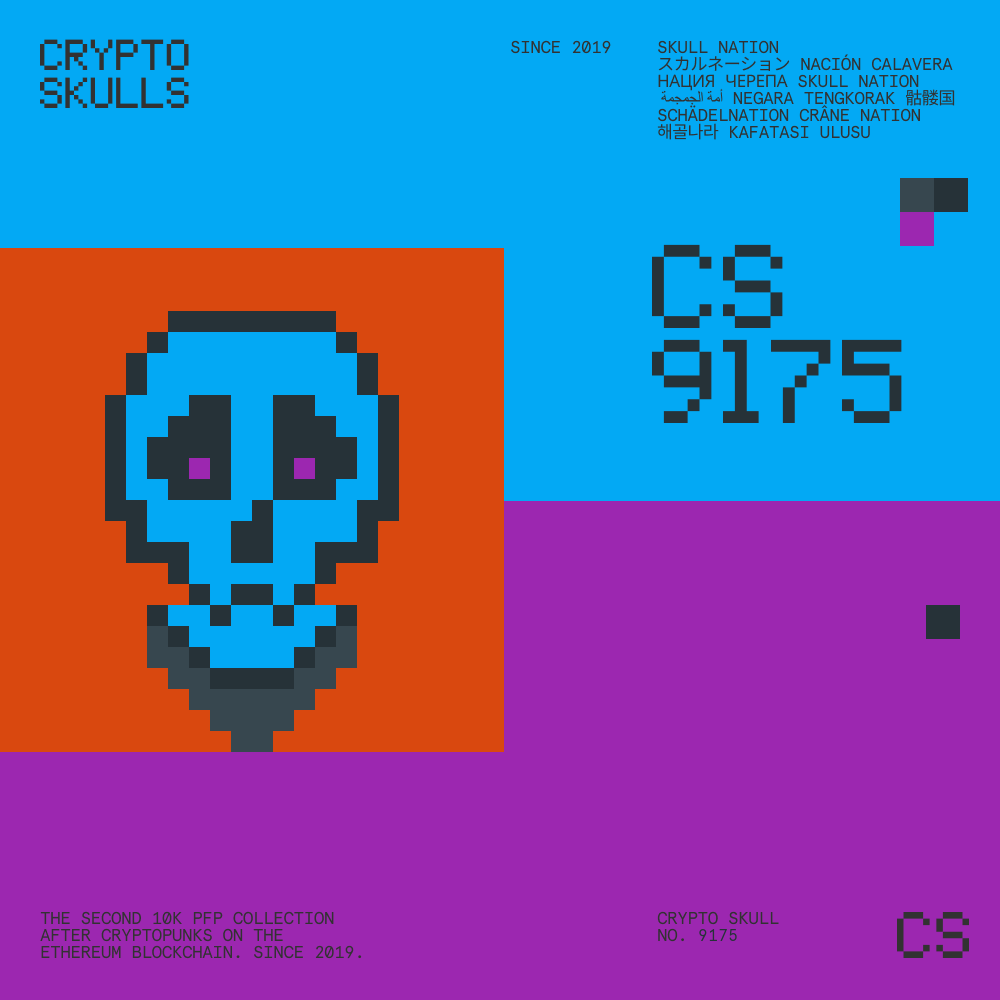 CRYPTO
SKULLS
SINCE 2019
SKULL NATION
スカルネーション NACIÓN CALAVERA
НАЦИЯ ЧЕРЕПА SKULL NATION
أمة الجمجمة NEGARA TENGKORAK 骷髅国
SCHÄDELNATION CRÂNE NATION
해골나라 KAFATASI ULUSU
CS
9175
THE SECOND 10K PFP COLLECTION
AFTER CRYPTOPUNKS ON THE
ETHEREUM BLOCKCHAIN. SINCE 2019.
CRYPTO SKULL
NO. 9175
CS